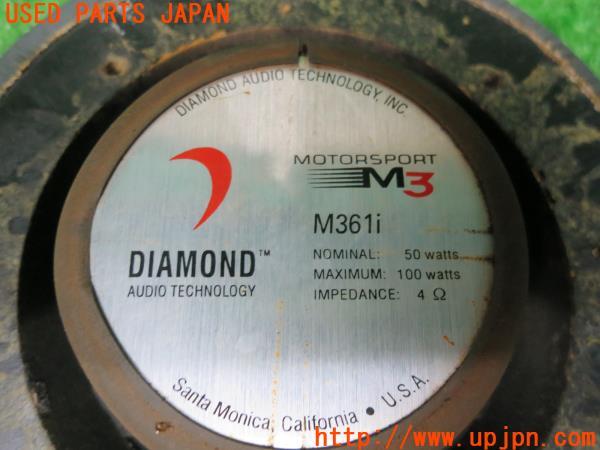 USED PARTS JAPAN
DIAMOND AUDIO TECHNOLOGY, INC
MOTORSPORT
M3
M361i
DIAMOND™
AUDIO TECHNOLOGY
NOMINAL: 50 watts
MAXIMUM: 100 watts
IMPEDANCE: 4 Ω
Santa Monica, California • U.S.A.
http://www.upjpn.com/